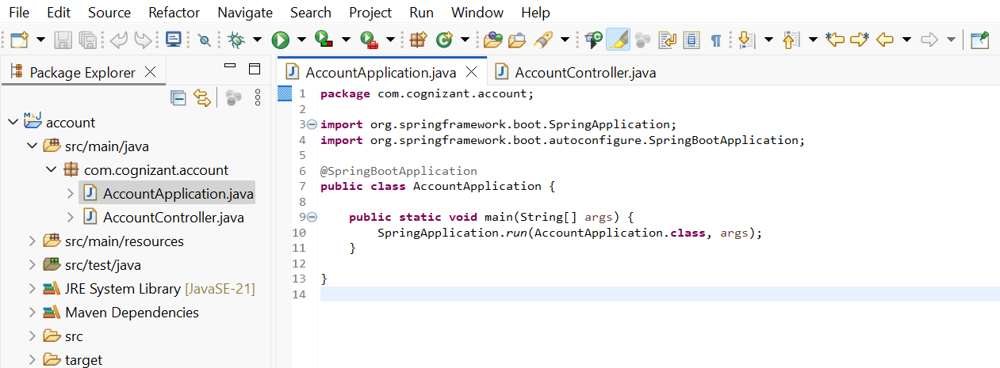 File Edit Source Refactor Navigate Search Project Run Window Help
Package Explorer
account
src/main/java
com.cognizant.account
AccountApplication.java
AccountController.java
src/main/resources
src/test/java
JRE System Library [JavaSE-21]
Maven Dependencies
src
target
AccountApplication.java AccountController.java
1 package com.cognizant.account;
2
3 import org.springframework.boot.SpringApplication;
4 import org.springframework.boot.autoconfigure.SpringBootApplication;
5
6 @SpringBootApplication
7 public class AccountApplication {
8
9     public static void main(String[] args) {
10         SpringApplication.run(AccountApplication.class, args);
11     }
12
13 }
14